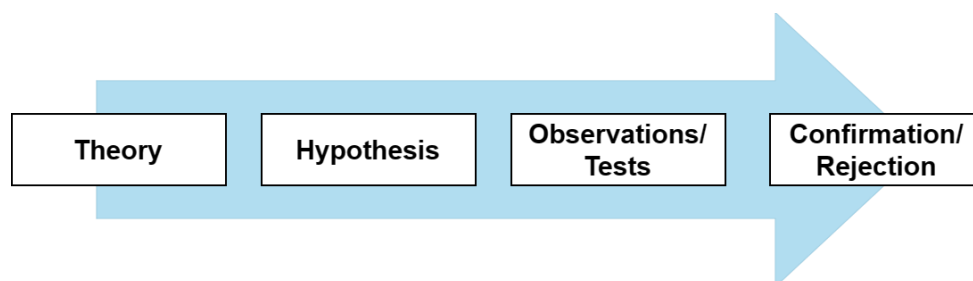 Theory
Hypothesis
Observations/
Tests
Confirmation/
Rejection